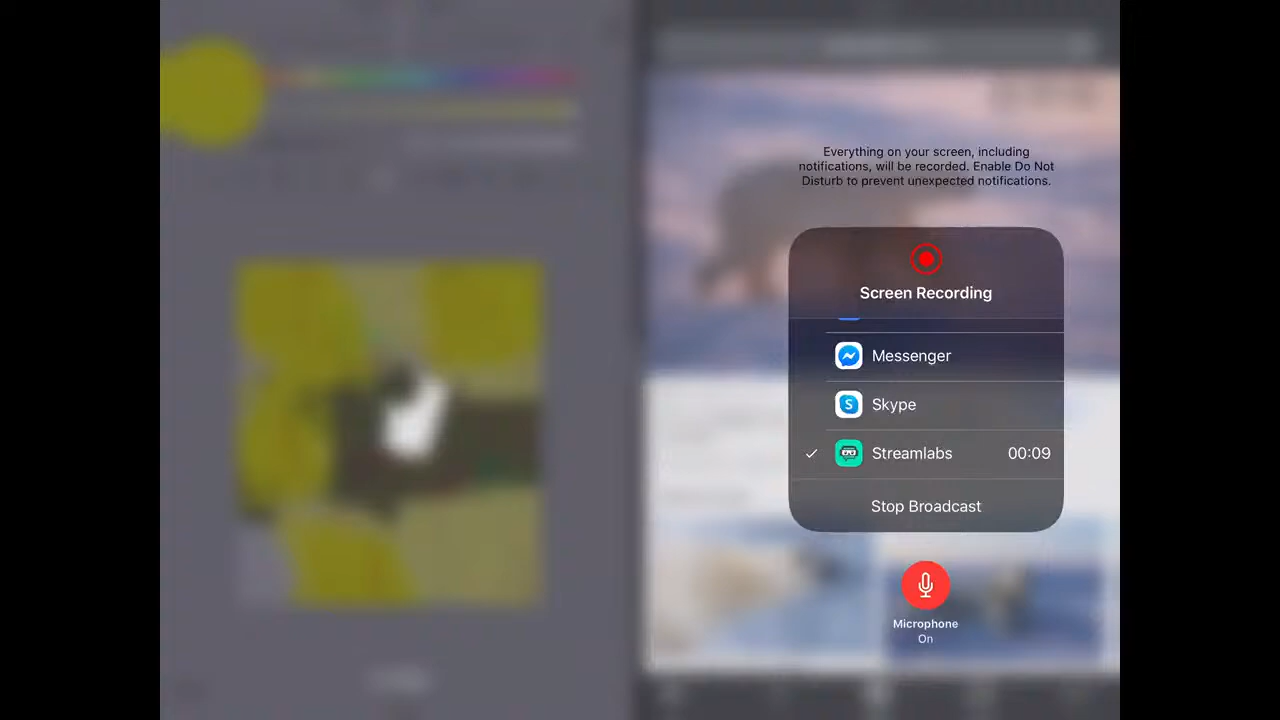 Everything on your screen, including
notifications, will be recorded. Enable Do Not
Disturb to prevent unexpected notifications.
Screen Recording
Messenger
Skype
Streamlabs 00:09
Stop Broadcast
Microphone
On